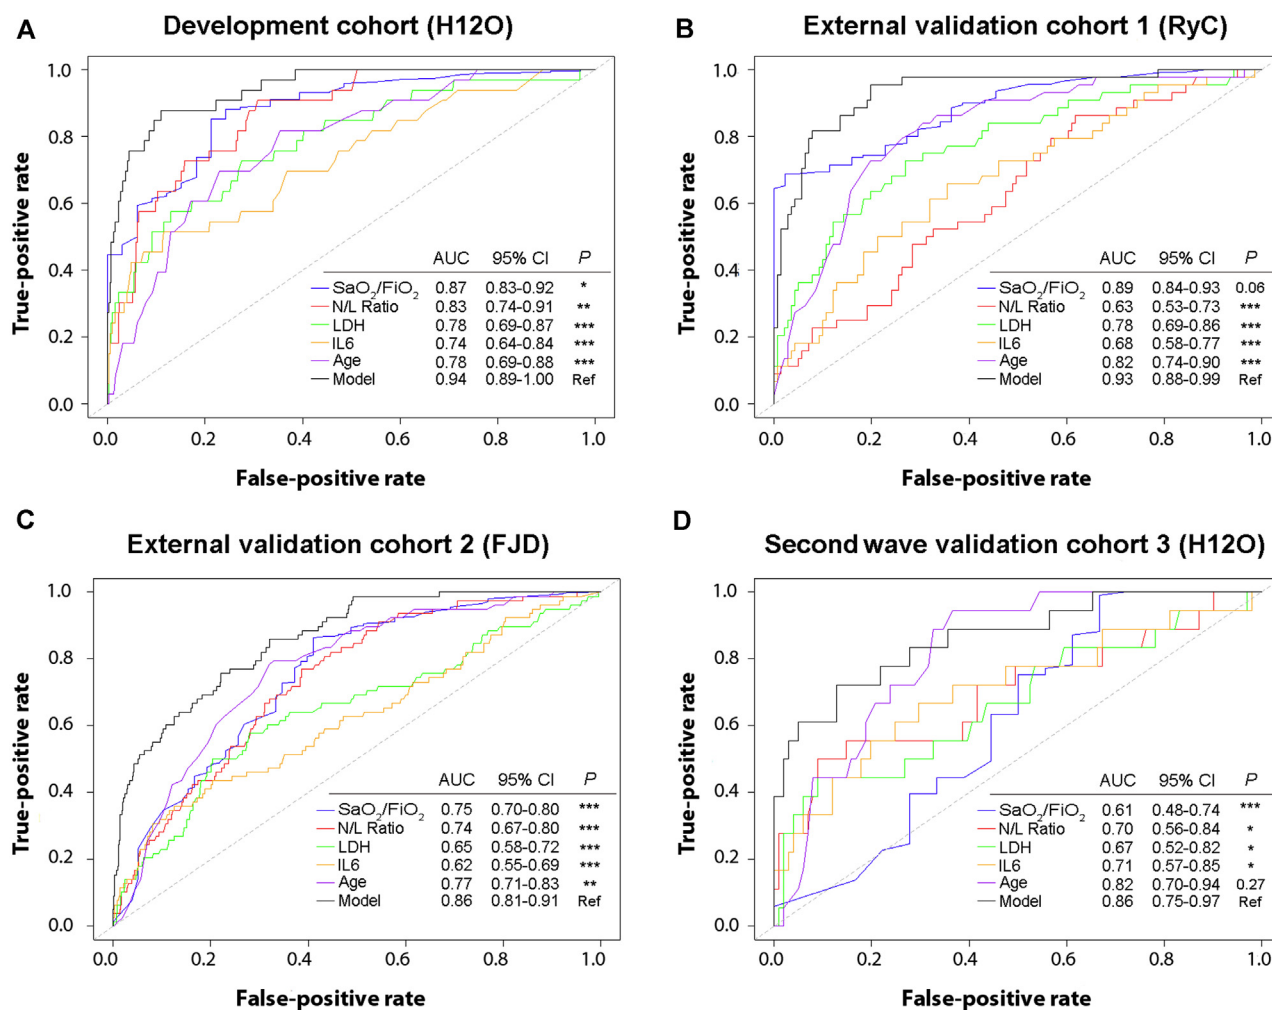 A
Development cohort (H12O)
True-positive rate
1.0
0.8
0.6
0.4
0.2
0.0
AUC 95% CI P
SaO2/FiO2 0.87 0.83-0.92 *
N/L Ratio 0.83 0.74-0.91 **
LDH 0.78 0.69-0.87 ***
IL6 0.74 0.64-0.84 ***
Age 0.78 0.69-0.88 ***
Model 0.94 0.89-1.00 Ref
0.0 0.2 0.4 0.6 0.8 1.0
False-positive rate
B
External validation cohort 1 (RyC)
True-positive rate
1.0
0.8
0.6
0.4
0.2
0.0
AUC 95% CI P
SaO2/FiO2 0.89 0.84-0.93 0.06
N/L Ratio 0.63 0.53-0.73 ***
LDH 0.78 0.69-0.86 ***
IL6 0.68 0.58-0.77 ***
Age 0.82 0.74-0.90 ***
Model 0.93 0.88-0.99 Ref
0.0 0.2 0.4 0.6 0.8 1.0
False-positive rate
C
External validation cohort 2 (FJD)
True-positive rate
1.0
0.8
0.6
0.4
0.2
0.0
AUC 95% CI P
SaO2/FiO2 0.75 0.70-0.80 ***
N/L Ratio 0.74 0.67-0.80 ***
LDH 0.65 0.58-0.72 ***
IL6 0.62 0.55-0.69 ***
Age 0.77 0.71-0.83 **
Model 0.86 0.81-0.91 Ref
0.0 0.2 0.4 0.6 0.8 1.0
False-positive rate
D
Second wave validation cohort 3 (H12O)
True-positive rate
1.0
0.8
0.6
0.4
0.2
0.0
AUC 95% CI P
SaO2/FiO2 0.61 0.48-0.74 ***
N/L Ratio 0.70 0.56-0.84 *
LDH 0.67 0.52-0.82 *
IL6 0.71 0.57-0.85 *
Age 0.82 0.70-0.94 0.27
Model 0.86 0.75-0.97 Ref
0.0 0.2 0.4 0.6 0.8 1.0
False-positive rate